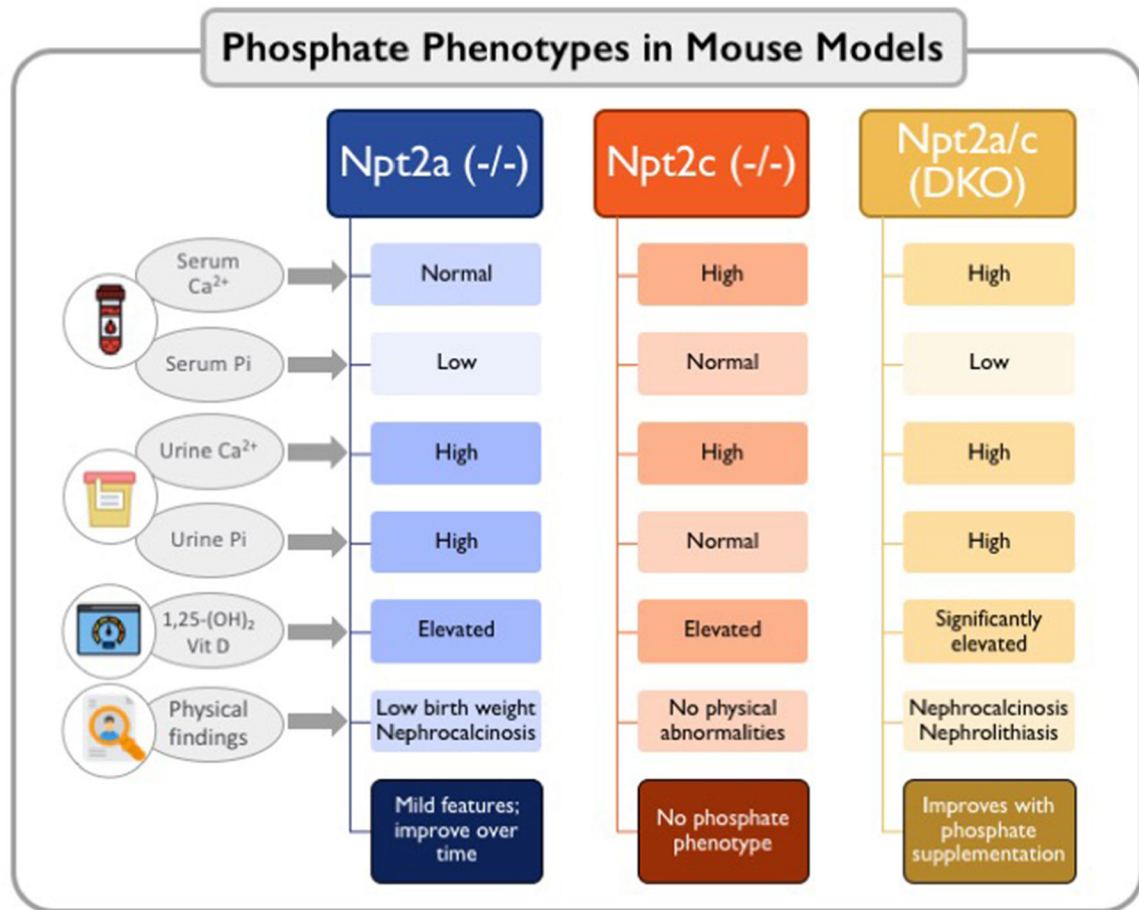 Phosphate Phenotypes in Mouse Models
Npt2a (-/-)
Npt2c (-/-)
Npt2a/c
(DKO)
Serum
Ca²⁺
Normal
High
High
Serum Pi
Low
Normal
Low
Urine Ca²⁺
High
High
High
Urine Pi
High
Normal
High
1,25-(OH)₂
Vit D
Elevated
Elevated
Significantly
elevated
Physical
findings
Low birth weight
Nephrocalcinosis
No physical
abnormalities
Nephrocalcinosis
Nephrolithiasis
Mild features;
improve over
time
No phosphate
phenotype
Improves with
phosphate
supplementation